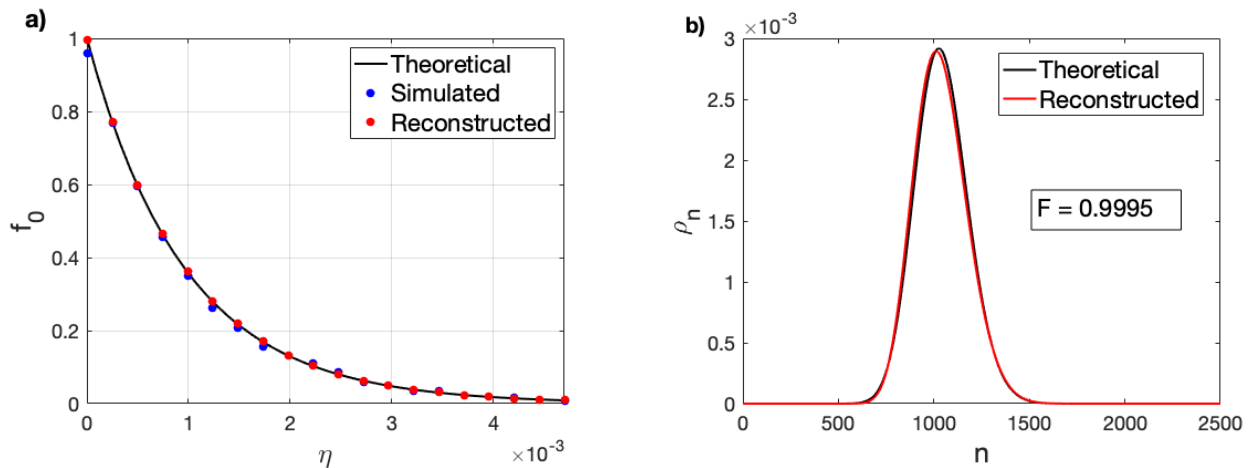 a)
f₀
1
0.8
0.6
0.4
0.2
0
Theoretical
Simulated
Reconstructed
0 1 2 3 4
×10⁻³
η
b)
×10⁻³
ρₙ
3
2.5
2
1.5
1
0.5
0
Theoretical
Reconstructed
F = 0.9995
0 500 1000 1500 2000 2500
n